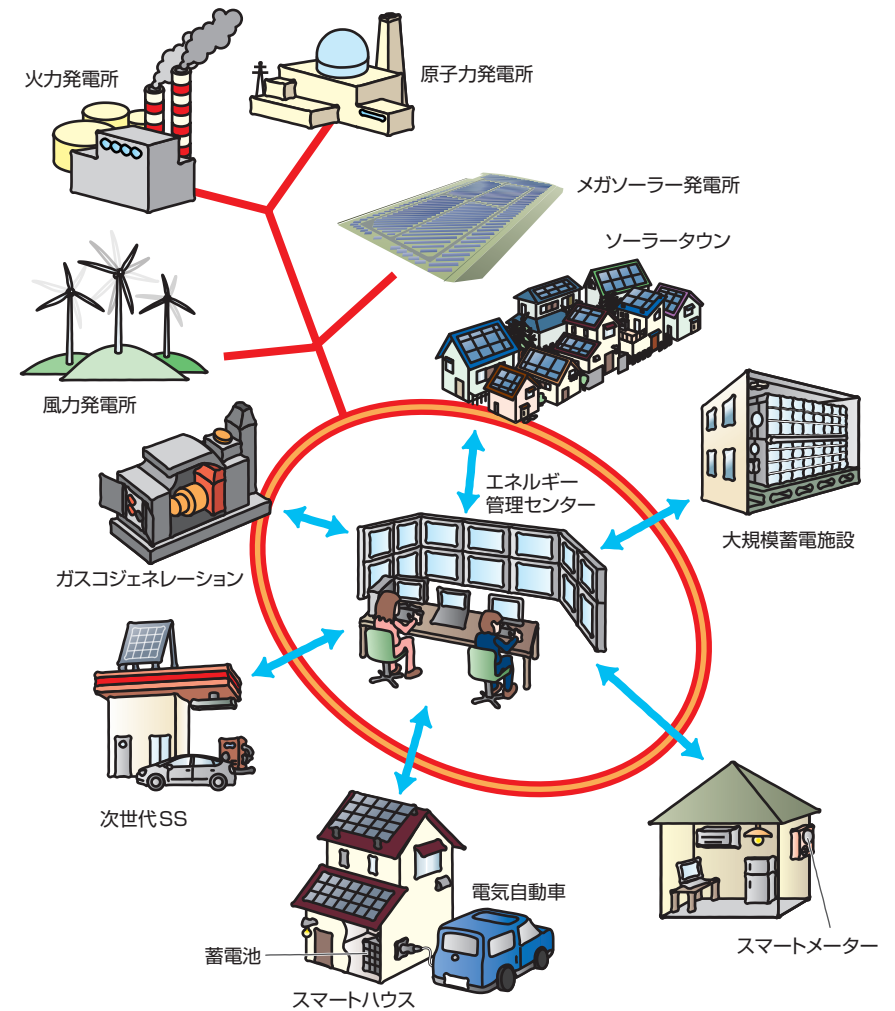 火力発電所
原子力発電所
メガソーラー発電所
ソーラータウン
風力発電所
エネルギー
管理センター
大規模蓄電施設
ガスコジェネレーション
次世代SS
電気自動車
蓄電池
スマートハウス
スマートメーター